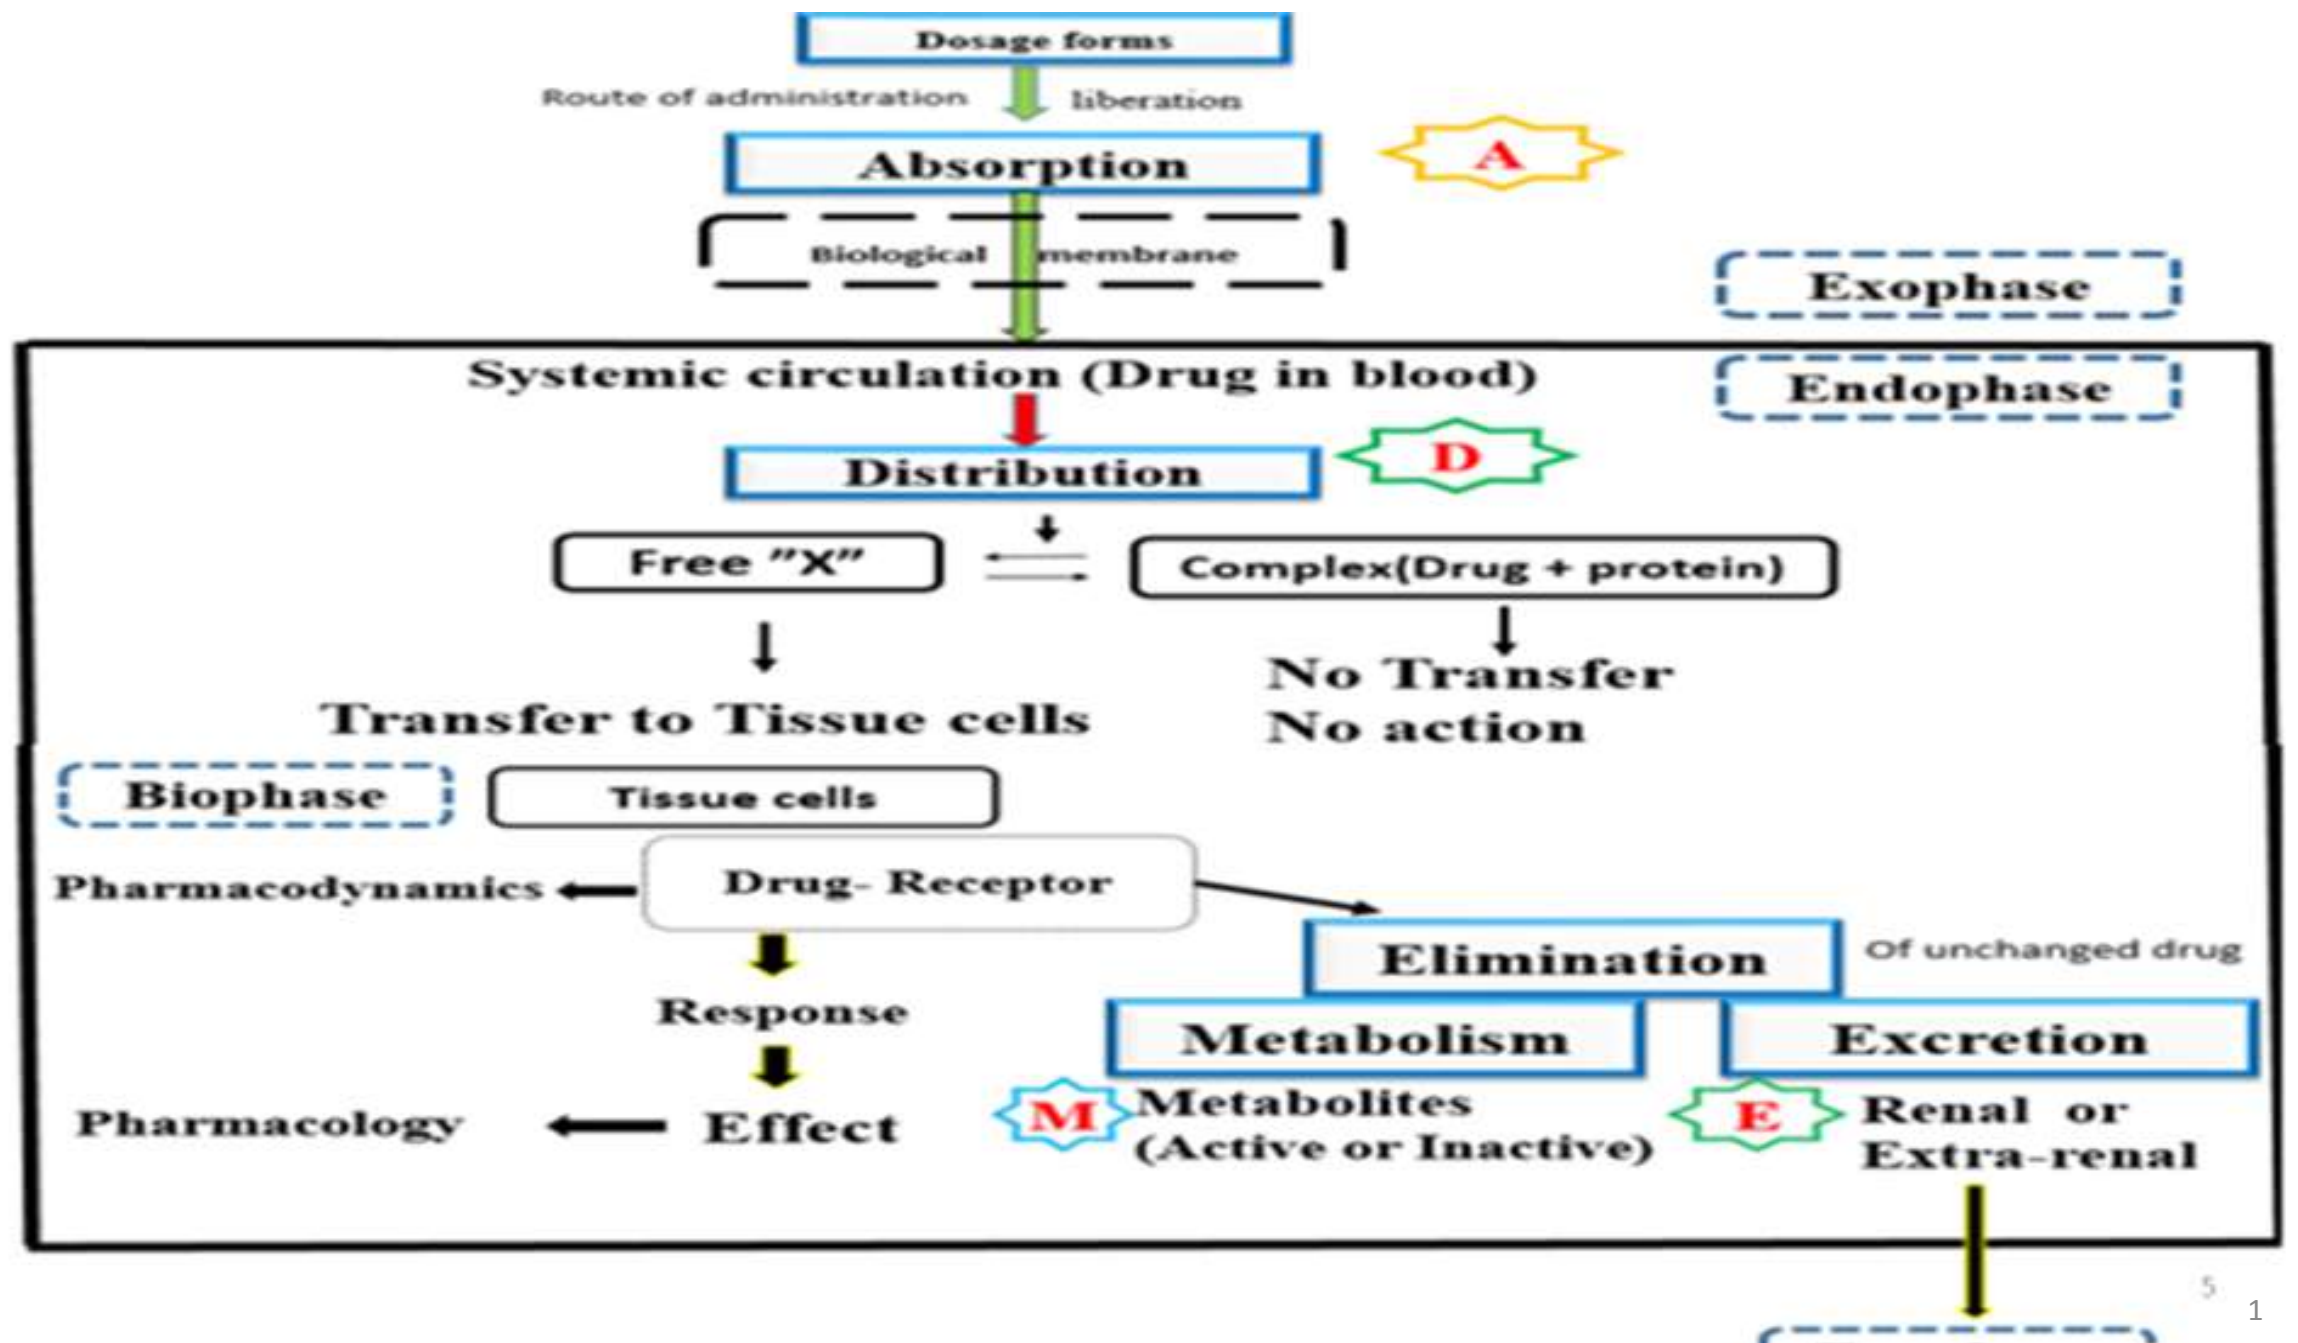 Dosage forms
Route of administration liberation
Absorption
A
Biological membrane
Exophase
Systemic circulation (Drug in blood)
Endophase
Distribution
D
Free ”X”
Complex(Drug + protein)
No Transfer
No action
Transfer to Tissue cells
Biophase
Tissue cells
Pharmacodynamics
Drug- Receptor
Elimination
Of unchanged drug
Response
Metabolism
Excretion
M
Metabolites
(Active or Inactive)
E
Renal or
Extra-renal
Pharmacology
Effect
5
1